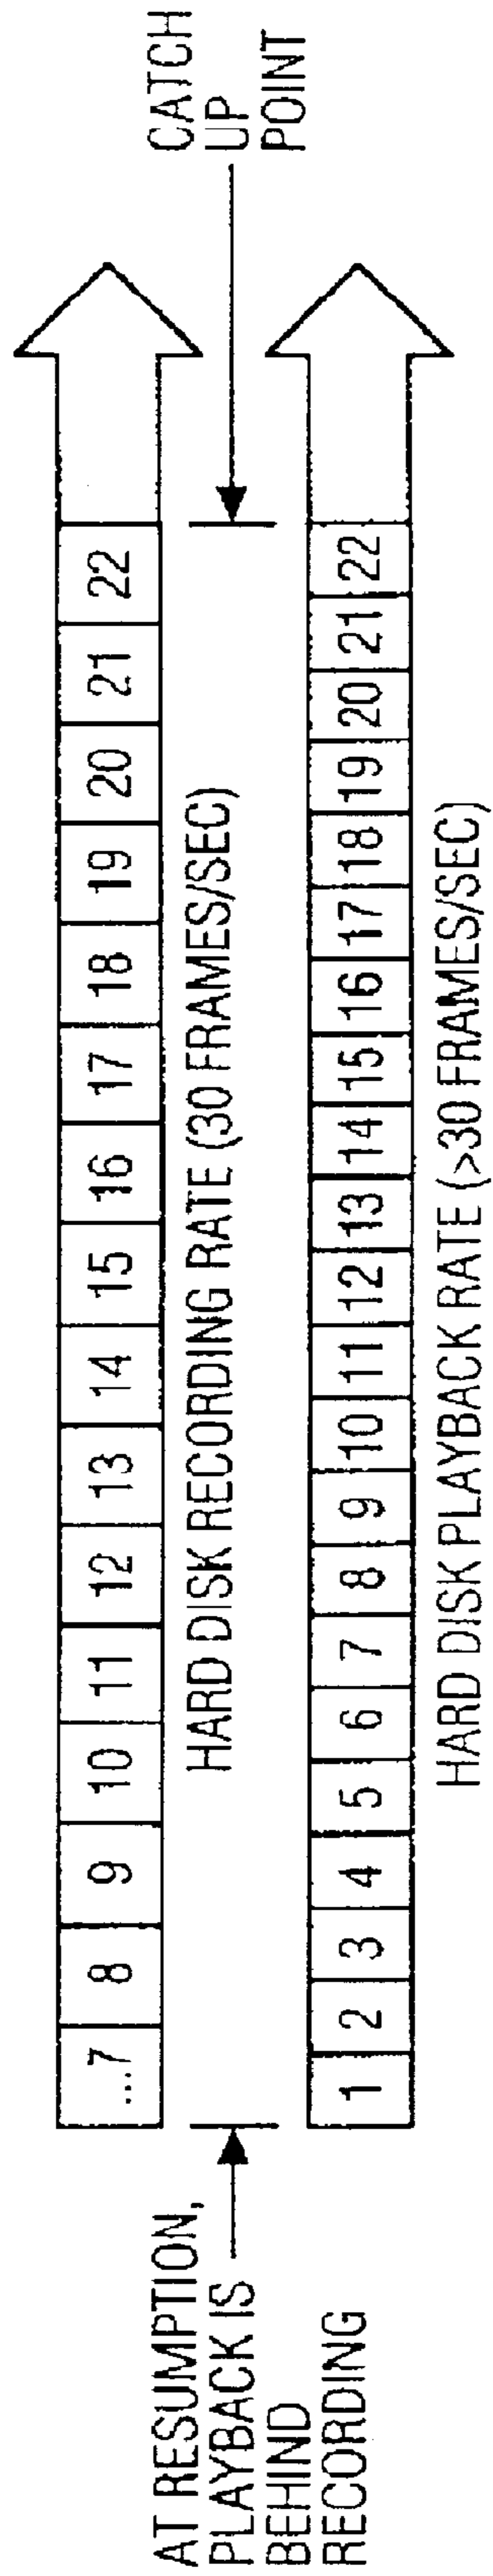 AT RESUMPTION,
PLAYBACK IS
BEHIND
RECORDING
...7 8 9 10 11 12 13 14 15 16 17 18 19 20 21 22
HARD DISK RECORDING RATE (30 FRAMES/SEC)
CATCH
UP
POINT
1 2 3 4 5 6 7 8 9 10 11 12 13 14 15 16 17 18 19 20 21 22
HARD DISK PLAYBACK RATE (>30 FRAMES/SEC)